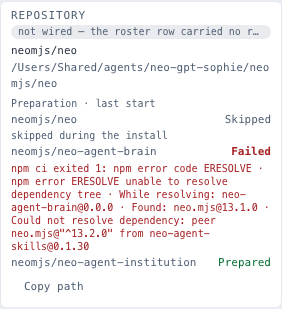 REPOSITORY
not wired — the roster row carried no r…
neomjs/neo
/Users/Shared/agents/neo-gpt-sophie/neo
mjs/neo
Preparation · last start
neomjs/neo Skipped
skipped during the install
neomjs/neo-agent-brain Failed
npm ci exited 1: npm error code ERESOLVE ·
npm error ERESOLVE unable to resolve
dependency tree · While resolving: neo-
agent-brain@0.0.0 · Found: neo.mjs@13.1.0 ·
Could not resolve dependency: peer
neo.mjs@"^13.2.0" from neo-agent-
skills@0.1.30
neomjs/neo-agent-institution Prepared
Copy path